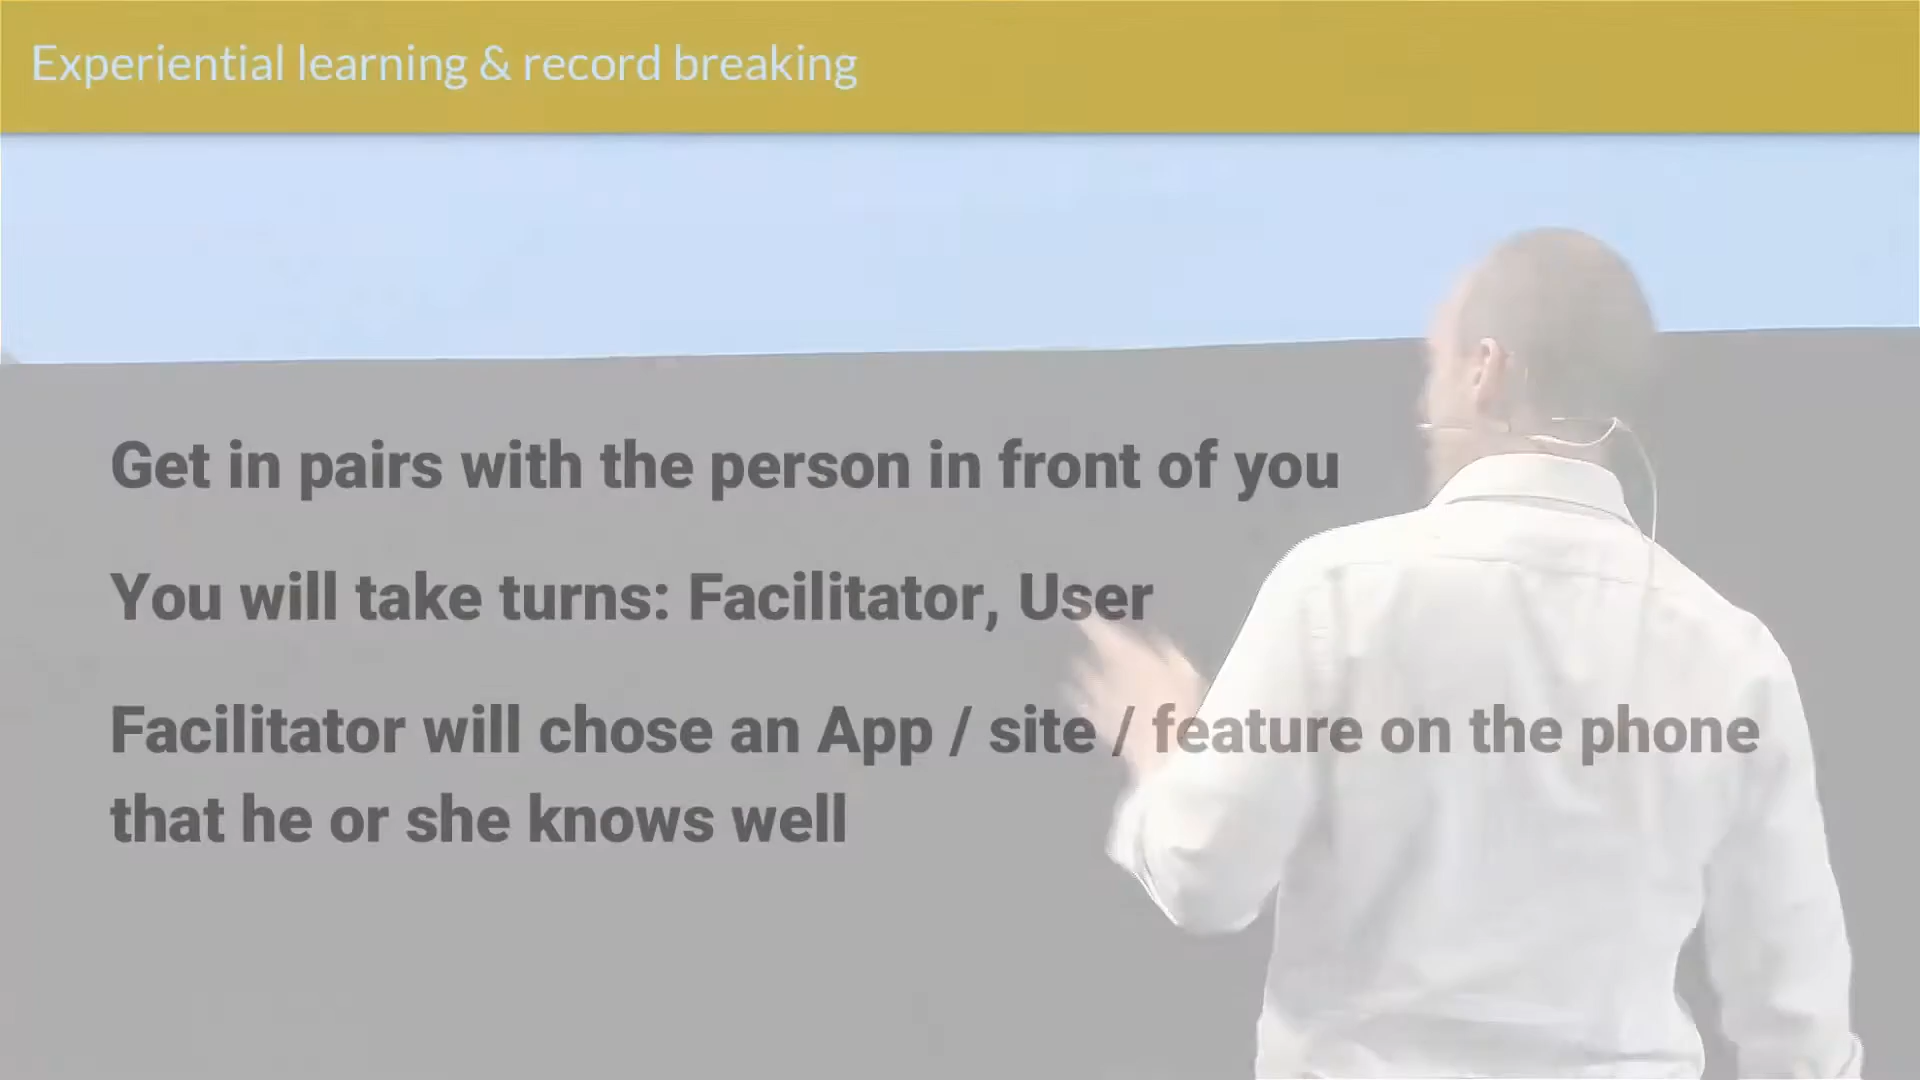 Experiential learning & record breaking
Get in pairs with the person in front of you
You will take turns: Facilitator, User
Facilitator will chose an App / site / feature on the phone
that he or she knows well